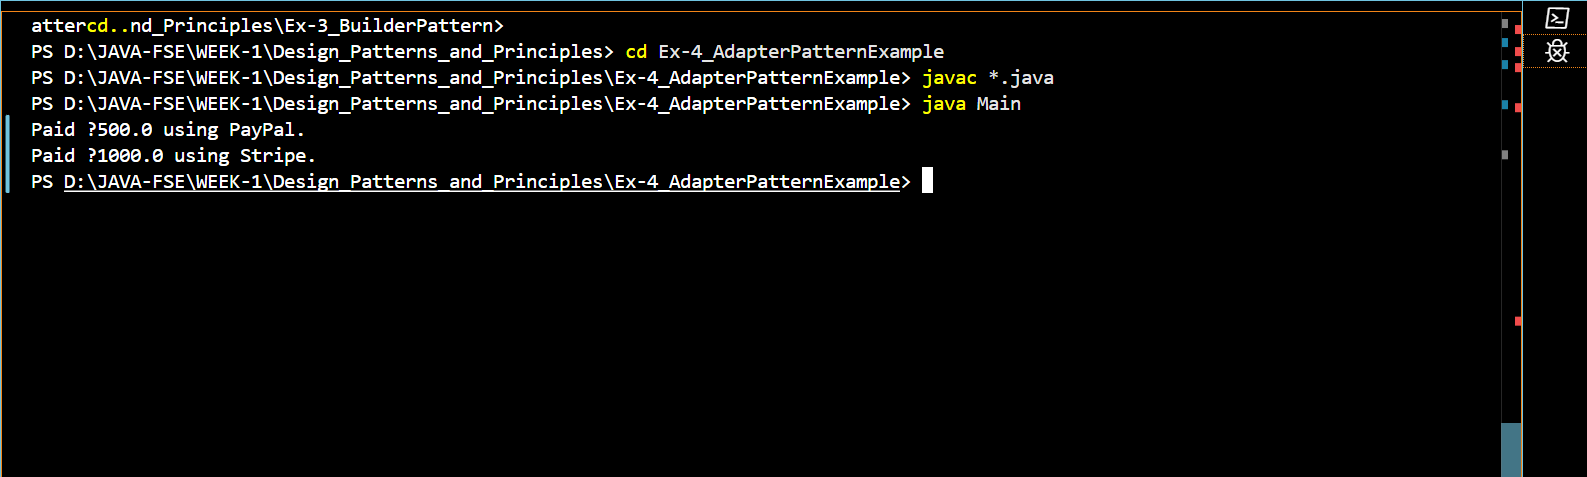 attercd..nd_Principles\Ex-3_BuilderPattern>
PS D:\JAVA-FSE\WEEK-1\Design_Patterns_and_Principles> cd Ex-4_AdapterPatternExample
PS D:\JAVA-FSE\WEEK-1\Design_Patterns_and_Principles\Ex-4_AdapterPatternExample> javac *.java
PS D:\JAVA-FSE\WEEK-1\Design_Patterns_and_Principles\Ex-4_AdapterPatternExample> java Main
Paid ?500.0 using PayPal.
Paid ?1000.0 using Stripe.
PS D:\JAVA-FSE\WEEK-1\Design_Patterns_and_Principles\Ex-4_AdapterPatternExample>